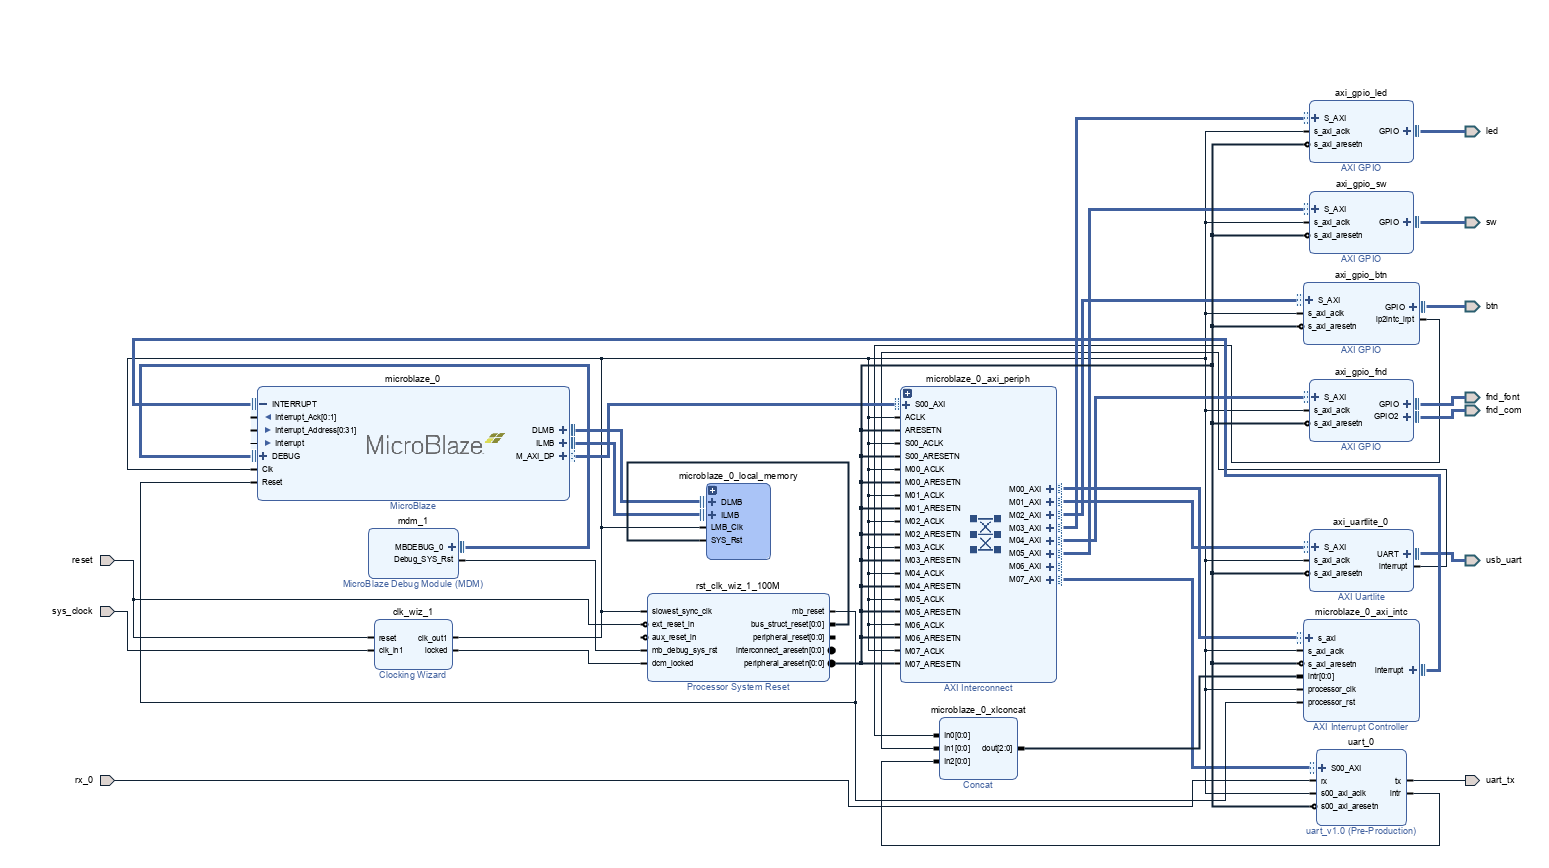 axi_gpio_led
S_AXI
s_axi_aclk
s_axi_aresetn
GPIO
led
AXI GPIO
axi_gpio_sw
S_AXI
s_axi_aclk
s_axi_aresetn
GPIO
sw
AXI GPIO
axi_gpio_btn
S_AXI
s_axi_aclk
s_axi_aresetn
GPIO
ip2intc_irpt
btn
AXI GPIO
axi_gpio_fnd
S_AXI
s_axi_aclk
s_axi_aresetn
GPIO
GPIO2
fnd_font
fnd_com
AXI GPIO
microblaze_0
INTERRUPT
Interrupt_Ack[0:1]
Interrupt_Address[0:31]
Interrupt
DEBUG
Clk
Reset
MicroBlaze
DLMB
ILMB
M_AXI_DP
MicroBlaze
mdm_1
MBDEBUG_0
Debug_SYS_Rst
MicroBlaze Debug Module (MDM)
reset
sys_clock
clk_wiz_1
reset
clk_in1
clk_out1
locked
Clocking Wizard
microblaze_0_local_memory
DLMB
ILMB
LMB_Clk
SYS_Rst
rst_clk_wiz_1_100M
slowest_sync_clk
ext_reset_in
aux_reset_in
mb_debug_sys_rst
dcm_locked
mb_reset
bus_struct_reset[0:0]
peripheral_reset[0:0]
interconnect_aresetn[0:0]
peripheral_aresetn[0:0]
Processor System Reset
microblaze_0_axi_periph
S00_AXI
ACLK
ARESETN
S00_ACLK
S00_ARESETN
M00_ACLK
M00_ARESETN
M01_ACLK
M01_ARESETN
M02_ACLK
M02_ARESETN
M03_ACLK
M03_ARESETN
M04_ACLK
M04_ARESETN
M05_ACLK
M05_ARESETN
M06_ACLK
M06_ARESETN
M07_ACLK
M07_ARESETN
M00_AXI
M01_AXI
M02_AXI
M03_AXI
M04_AXI
M05_AXI
M06_AXI
M07_AXI
AXI Interconnect
axi_uartlite_0
S_AXI
s_axi_aclk
s_axi_aresetn
UART
interrupt
usb_uart
AXI Uartlite
microblaze_0_axi_intc
s_axi
s_axi_aclk
s_axi_aresetn
intr[0:0]
processor_clk
processor_rst
interrupt
AXI Interrupt Controller
microblaze_0_xlconcat
In0[0:0]
In1[0:0]
In2[0:0]
dout[2:0]
Concat
rx_0
uart_0
S00_AXI
rx
s00_axi_aclk
s00_axi_aresetn
tx
intr
uart_tx
uart_v1.0 (Pre-Production)